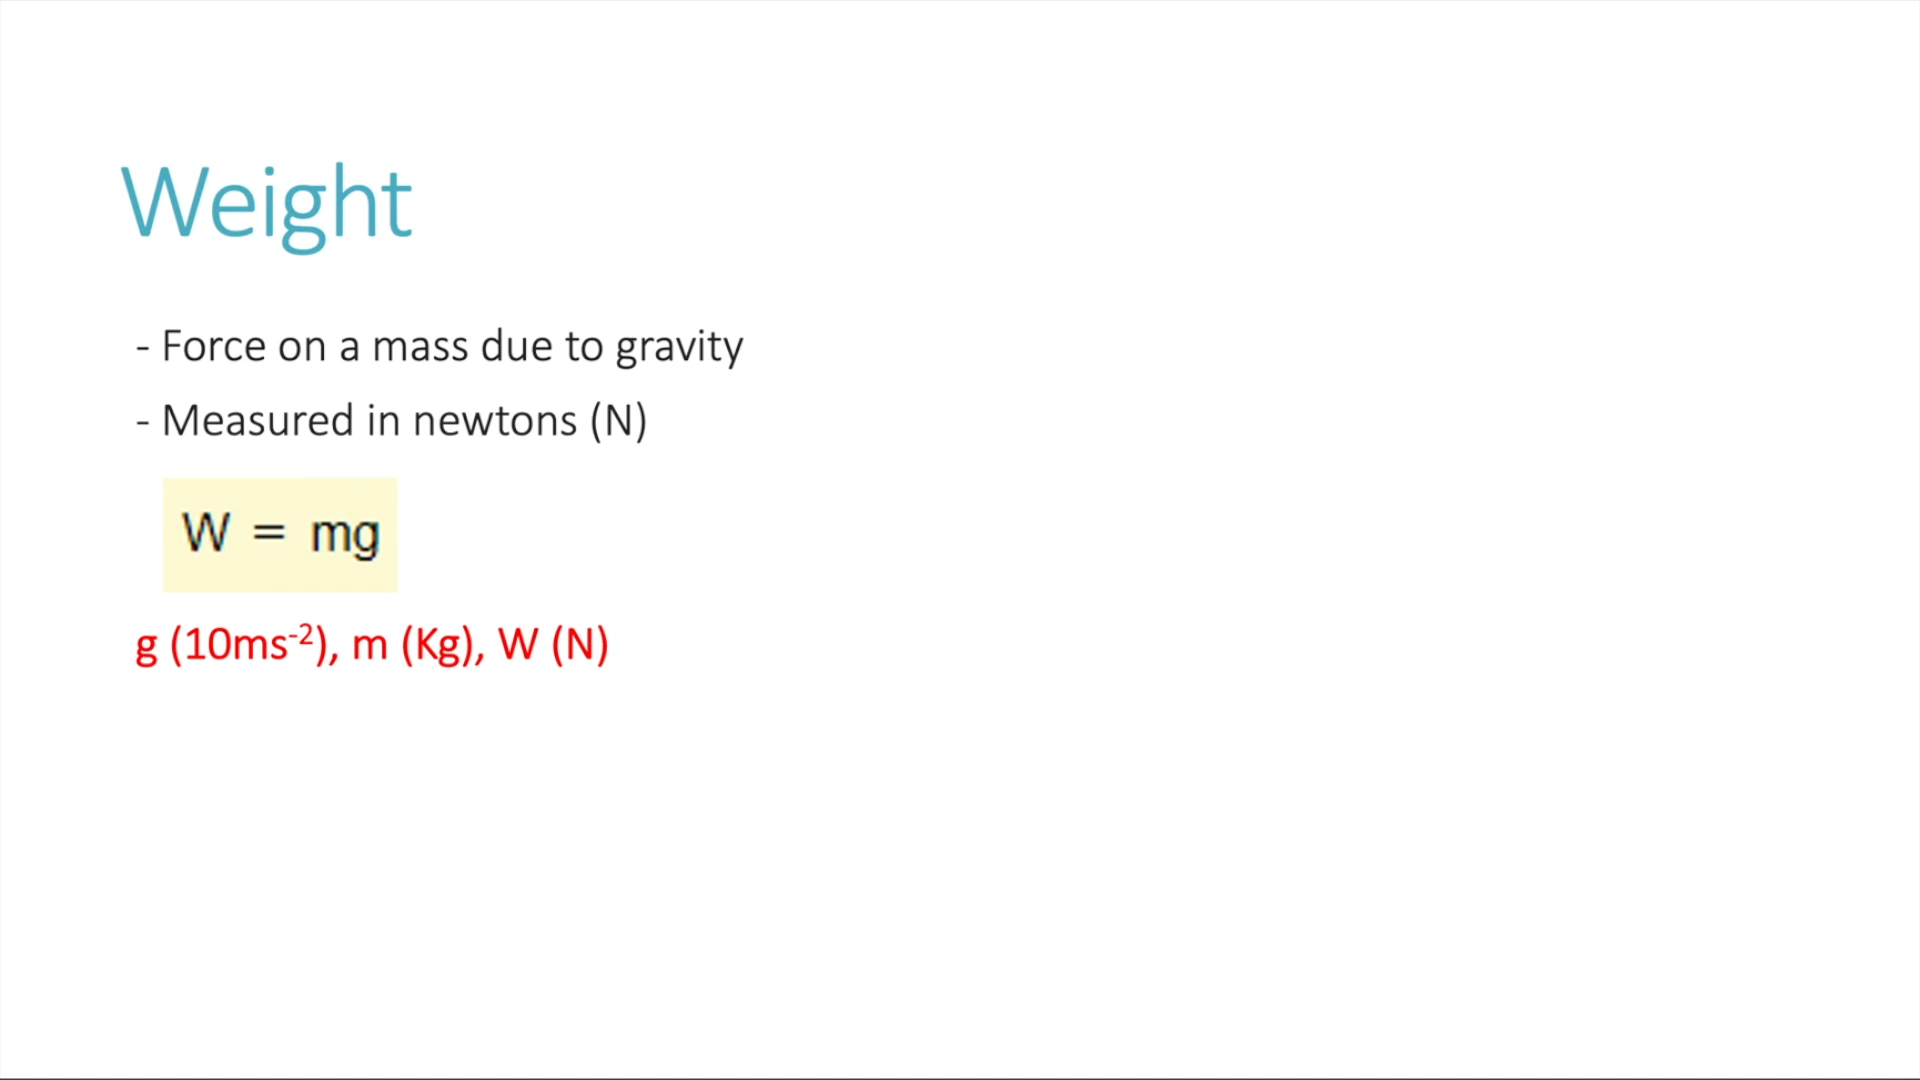 Weight
- Force on a mass due to gravity
- Measured in newtons (N)
W = mg
g (10ms⁻²), m (Kg), W (N)